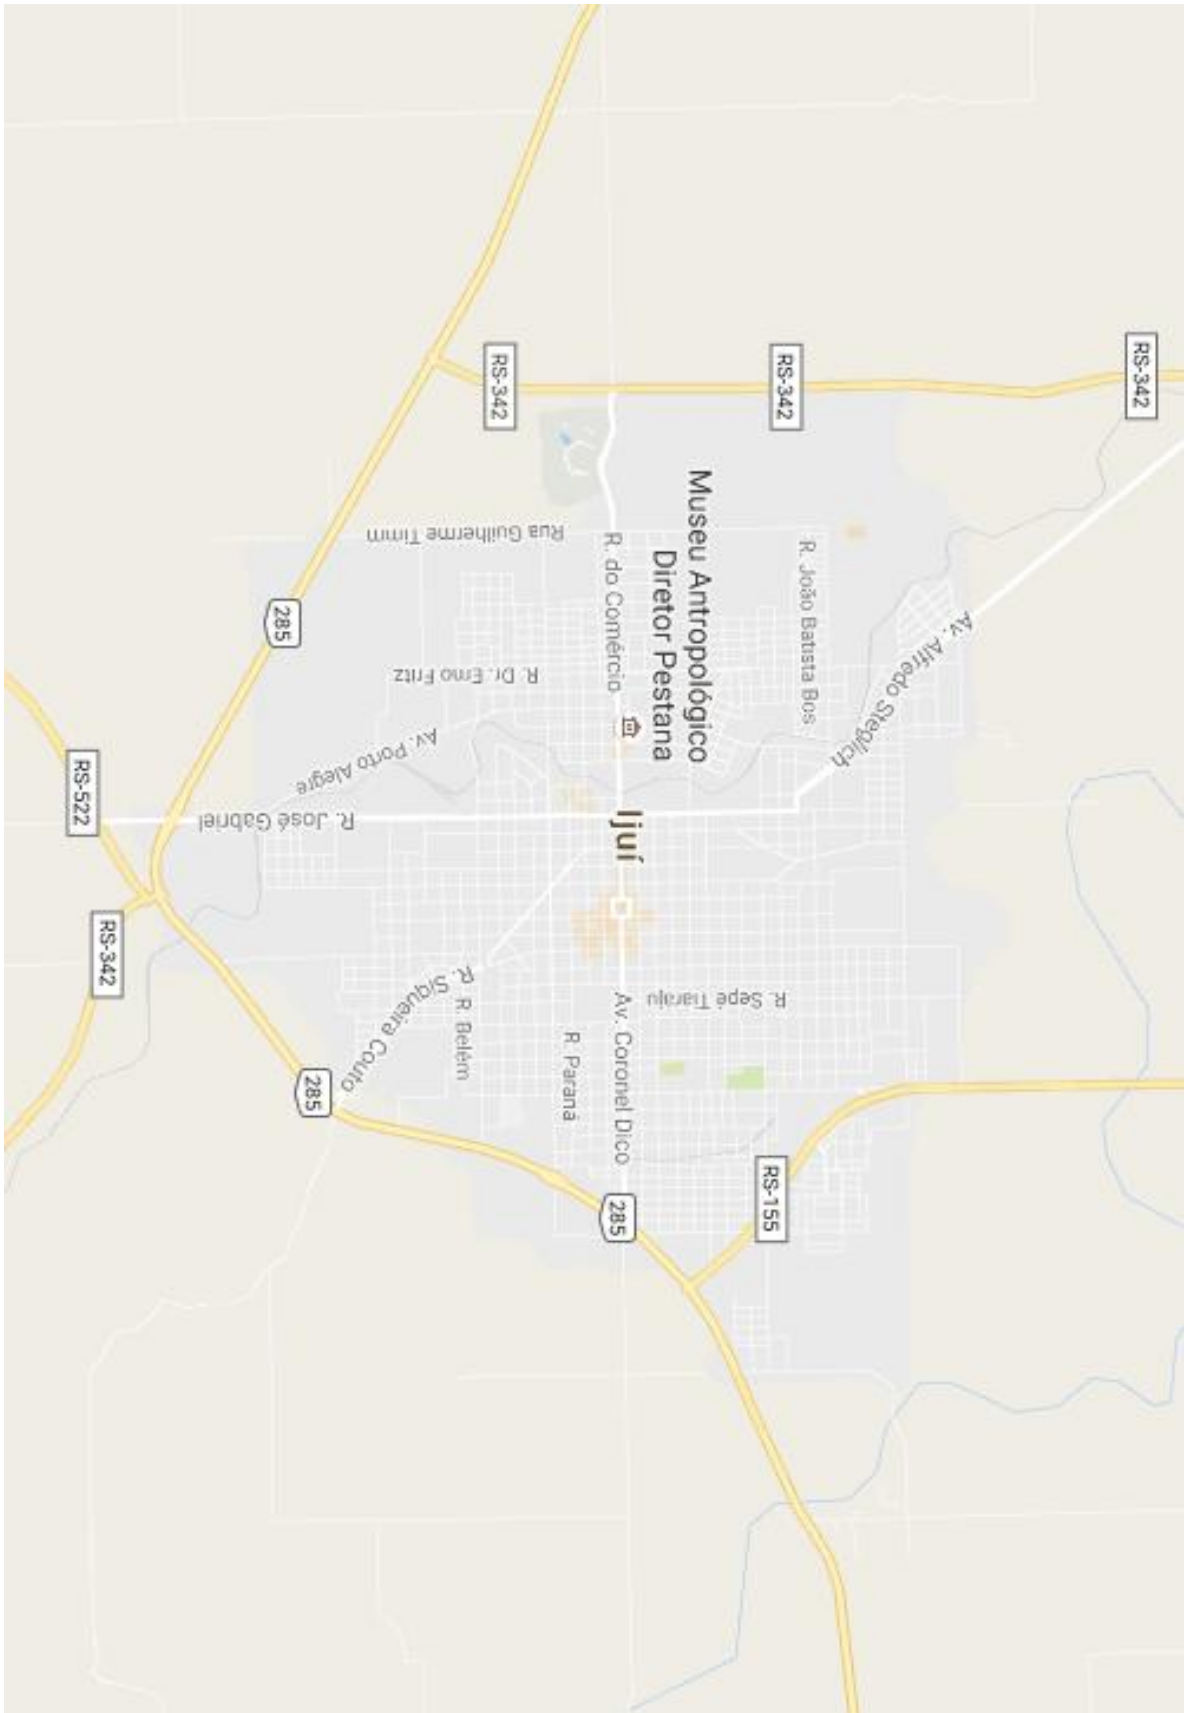 RS-342
Av. Alfredo Steglich
R. João Batista Bos
RS-342
RS-155
R. Sepé Tiaraju
Museu Antropológico
Diretor Pestana
Ijuí
R. do Comércio
Av. Coronel Dico
285
R. Paraná
RS-342
Rua Guilherme Timm
R. Dr. Erno Fritz
R. Belém
R. Siqueira Couto
Av. Porto Alegre
285
285
R. José Gabriel
RS-342
RS-522